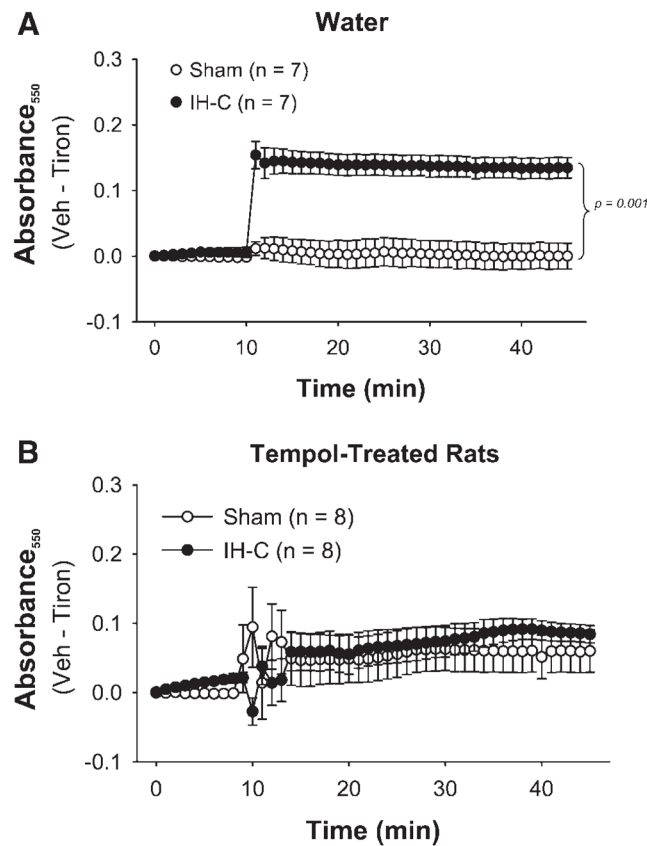 A
Water
0.3
0.2
0.1
0.0
-0.1
Absorbance550
(Veh - Tiron)
Sham (n = 7)
IH-C (n = 7)
p = 0.001
0 10 20 30 40
Time (min)
B
Tempol-Treated Rats
0.3
0.2
0.1
0.0
-0.1
Absorbance550
(Veh - Tiron)
Sham (n = 8)
IH-C (n = 8)
0 10 20 30 40
Time (min)